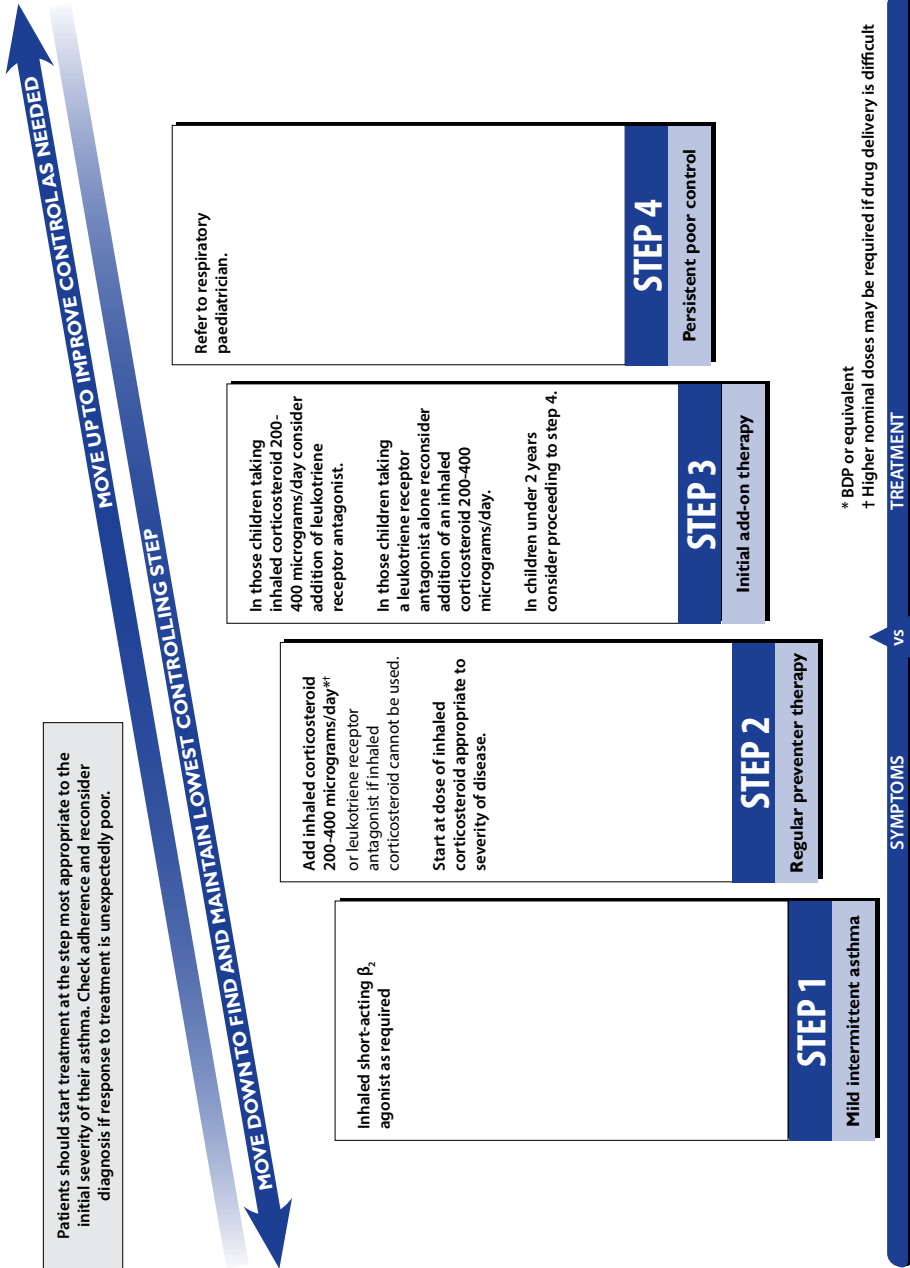 Patients should start treatment at the step most appropriate to the
initial severity of their asthma. Check adherence and reconsider
diagnosis if response to treatment is unexpectedly poor.
MOVE UP TO IMPROVE CONTROL AS NEEDED
MOVE DOWN TO FIND AND MAINTAIN LOWEST CONTROLLING STEP
Inhaled short-acting β₂
agonist as required
STEP 1
Mild intermittent asthma
Add inhaled corticosteroid
200-400 micrograms/day*†
or leukotriene receptor
antagonist if inhaled
corticosteroid cannot be used.
Start at dose of inhaled
corticosteroid appropriate to
severity of disease.
STEP 2
Regular preventer therapy
In those children taking
inhaled corticosteroid 200-
400 micrograms/day consider
addition of leukotriene
receptor antagonist.
In those children taking
a leukotriene receptor
antagonist alone reconsider
addition of an inhaled
corticosteroid 200-400
micrograms/day.
In children under 2 years
consider proceeding to step 4.
STEP 3
Initial add-on therapy
Refer to respiratory
paediatrician.
STEP 4
Persistent poor control
* BDP or equivalent
† Higher nominal doses may be required if drug delivery is difficult
SYMPTOMS vs TREATMENT